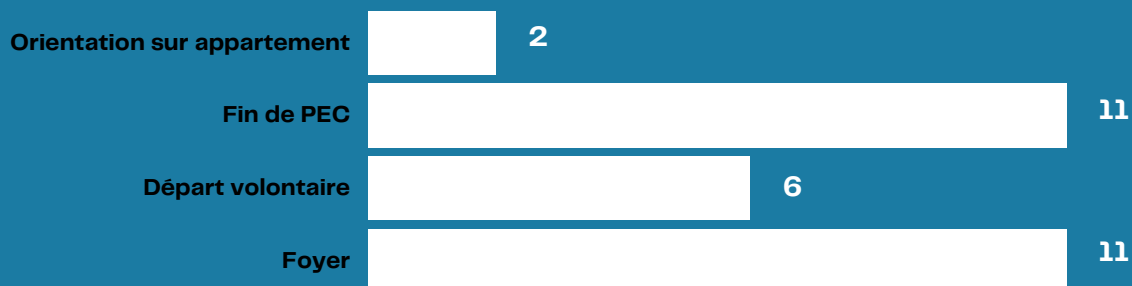 Orientation sur appartement 2
Fin de PEC 11
Départ volontaire 6
Foyer 11